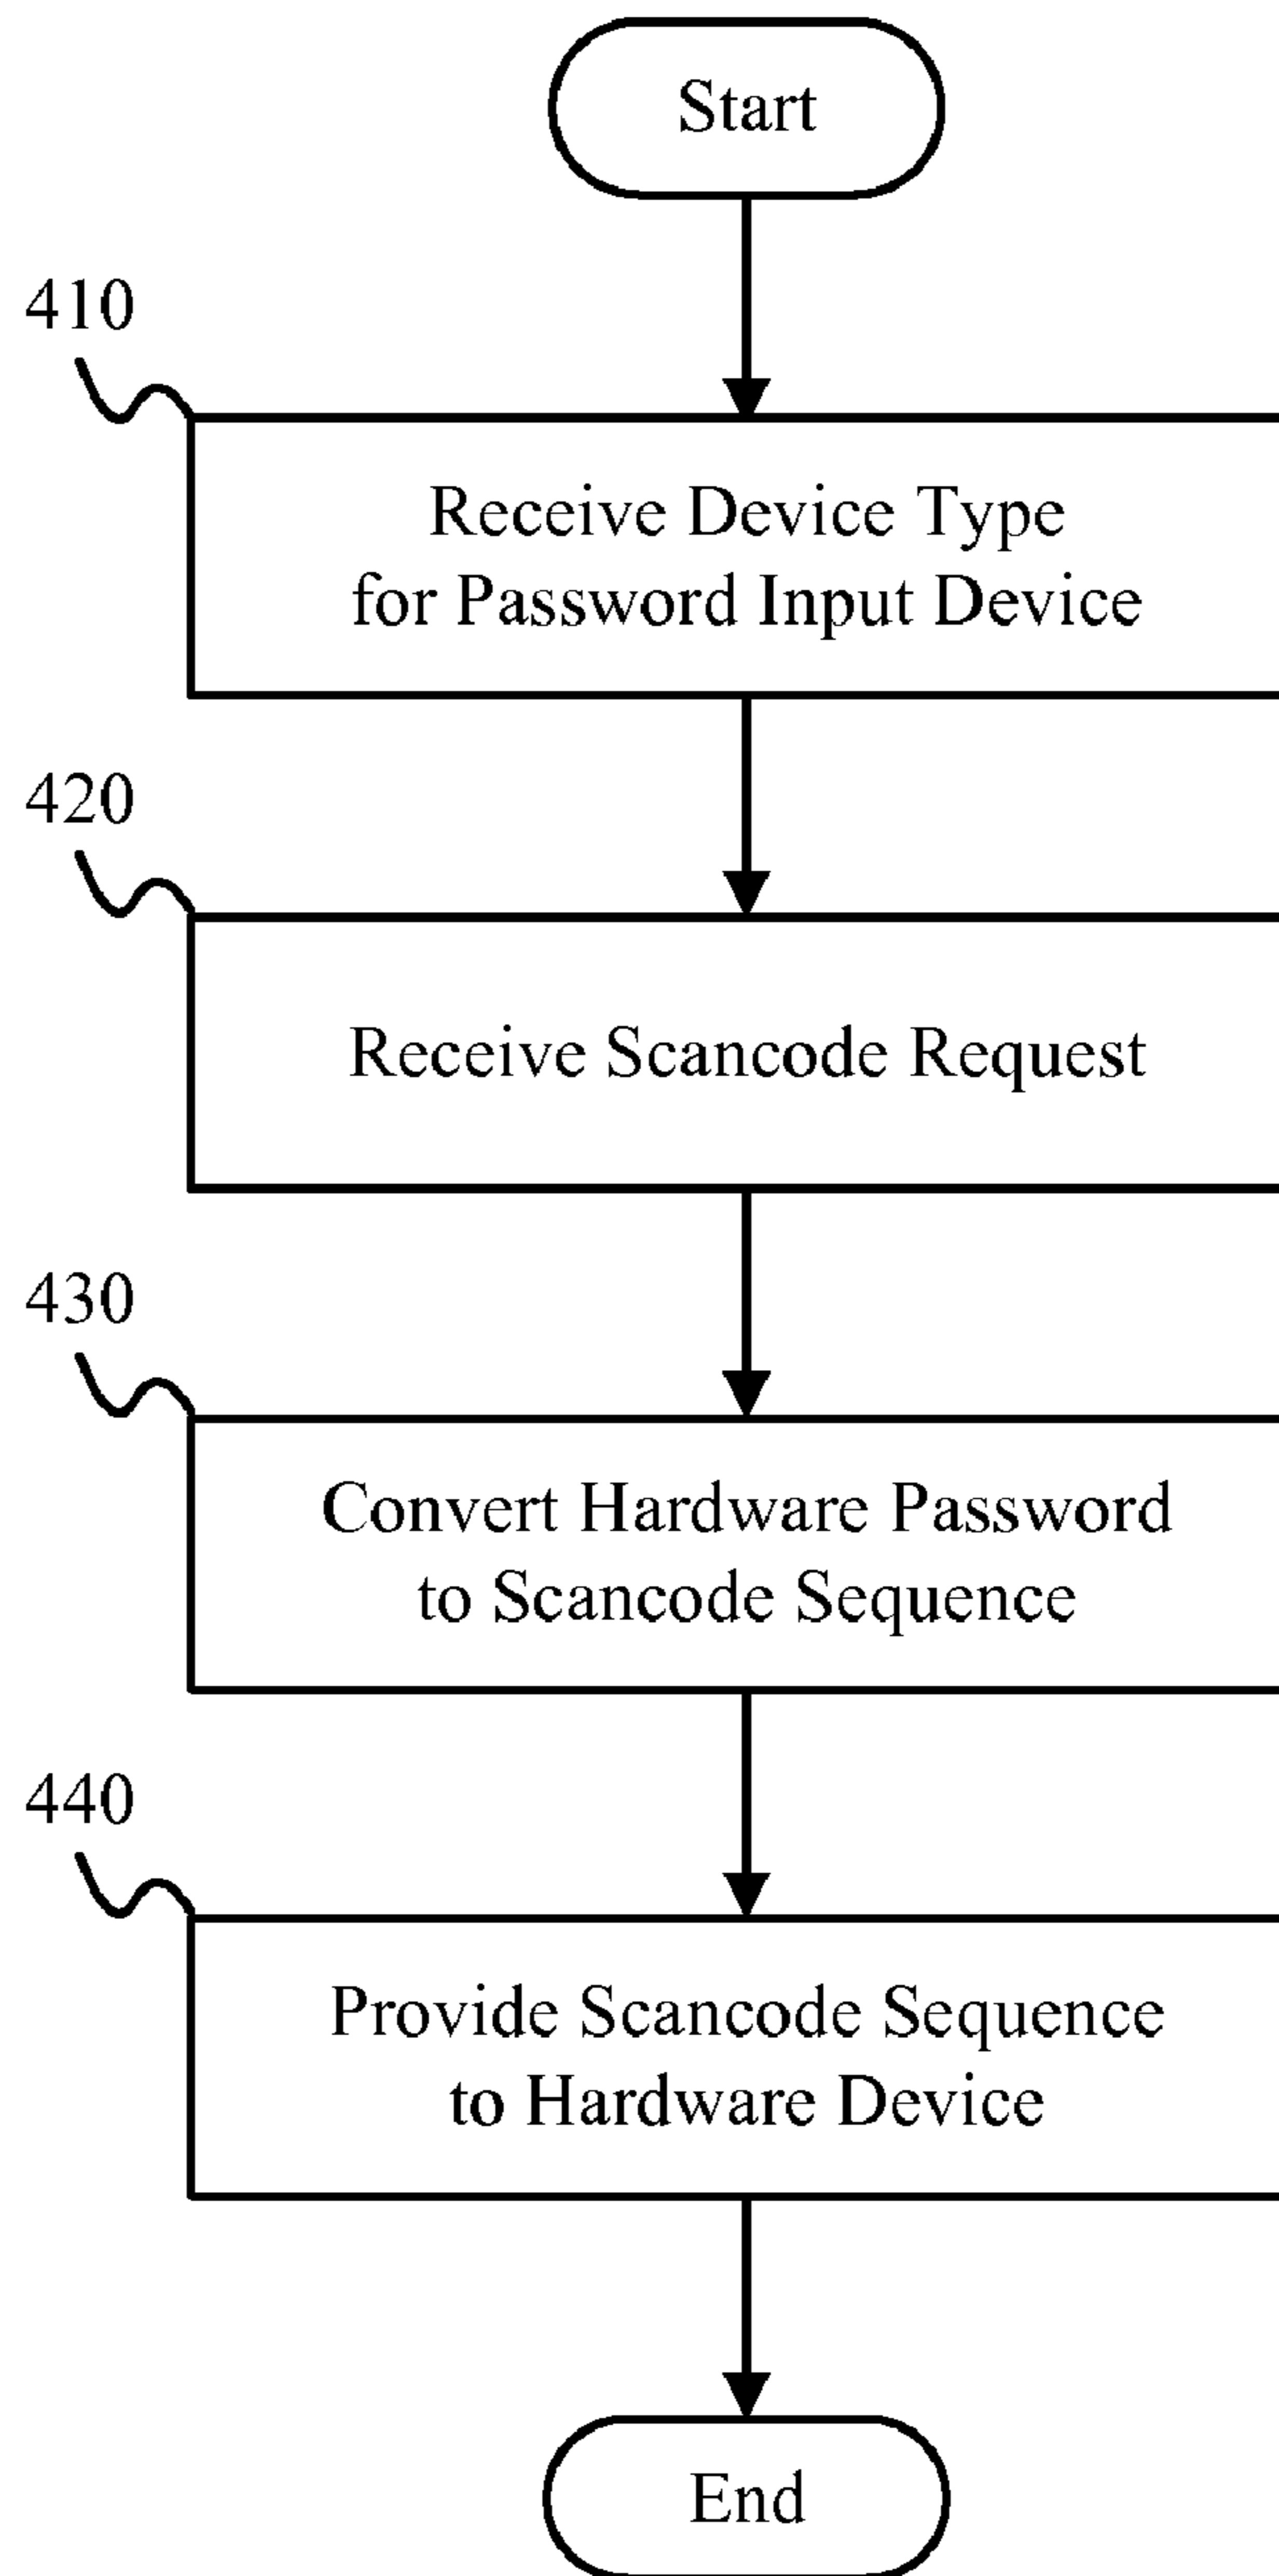 Start
410
Receive Device Type
for Password Input Device
420
Receive Scancode Request
430
Convert Hardware Password
to Scancode Sequence
440
Provide Scancode Sequence
to Hardware Device
End